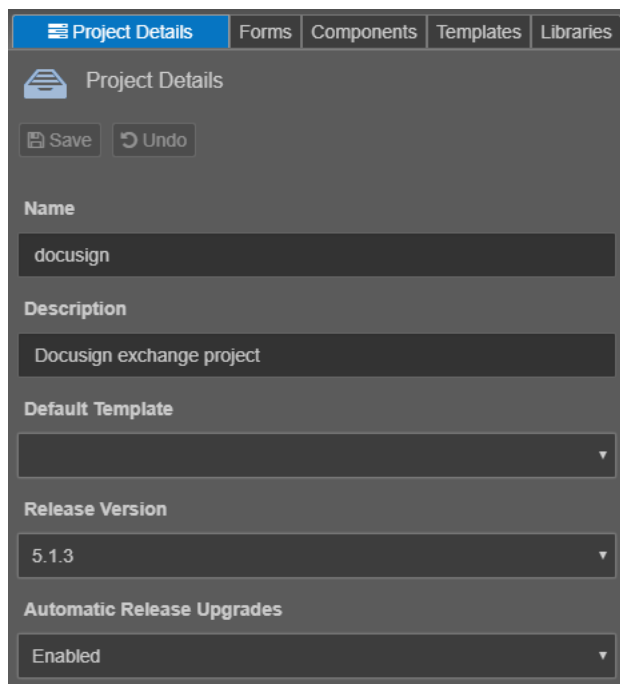 Project Details Forms Components Templates Libraries
Project Details
Save Undo
Name
docusign
Description
Docusign exchange project
Default Template
Release Version
5.1.3
Automatic Release Upgrades
Enabled